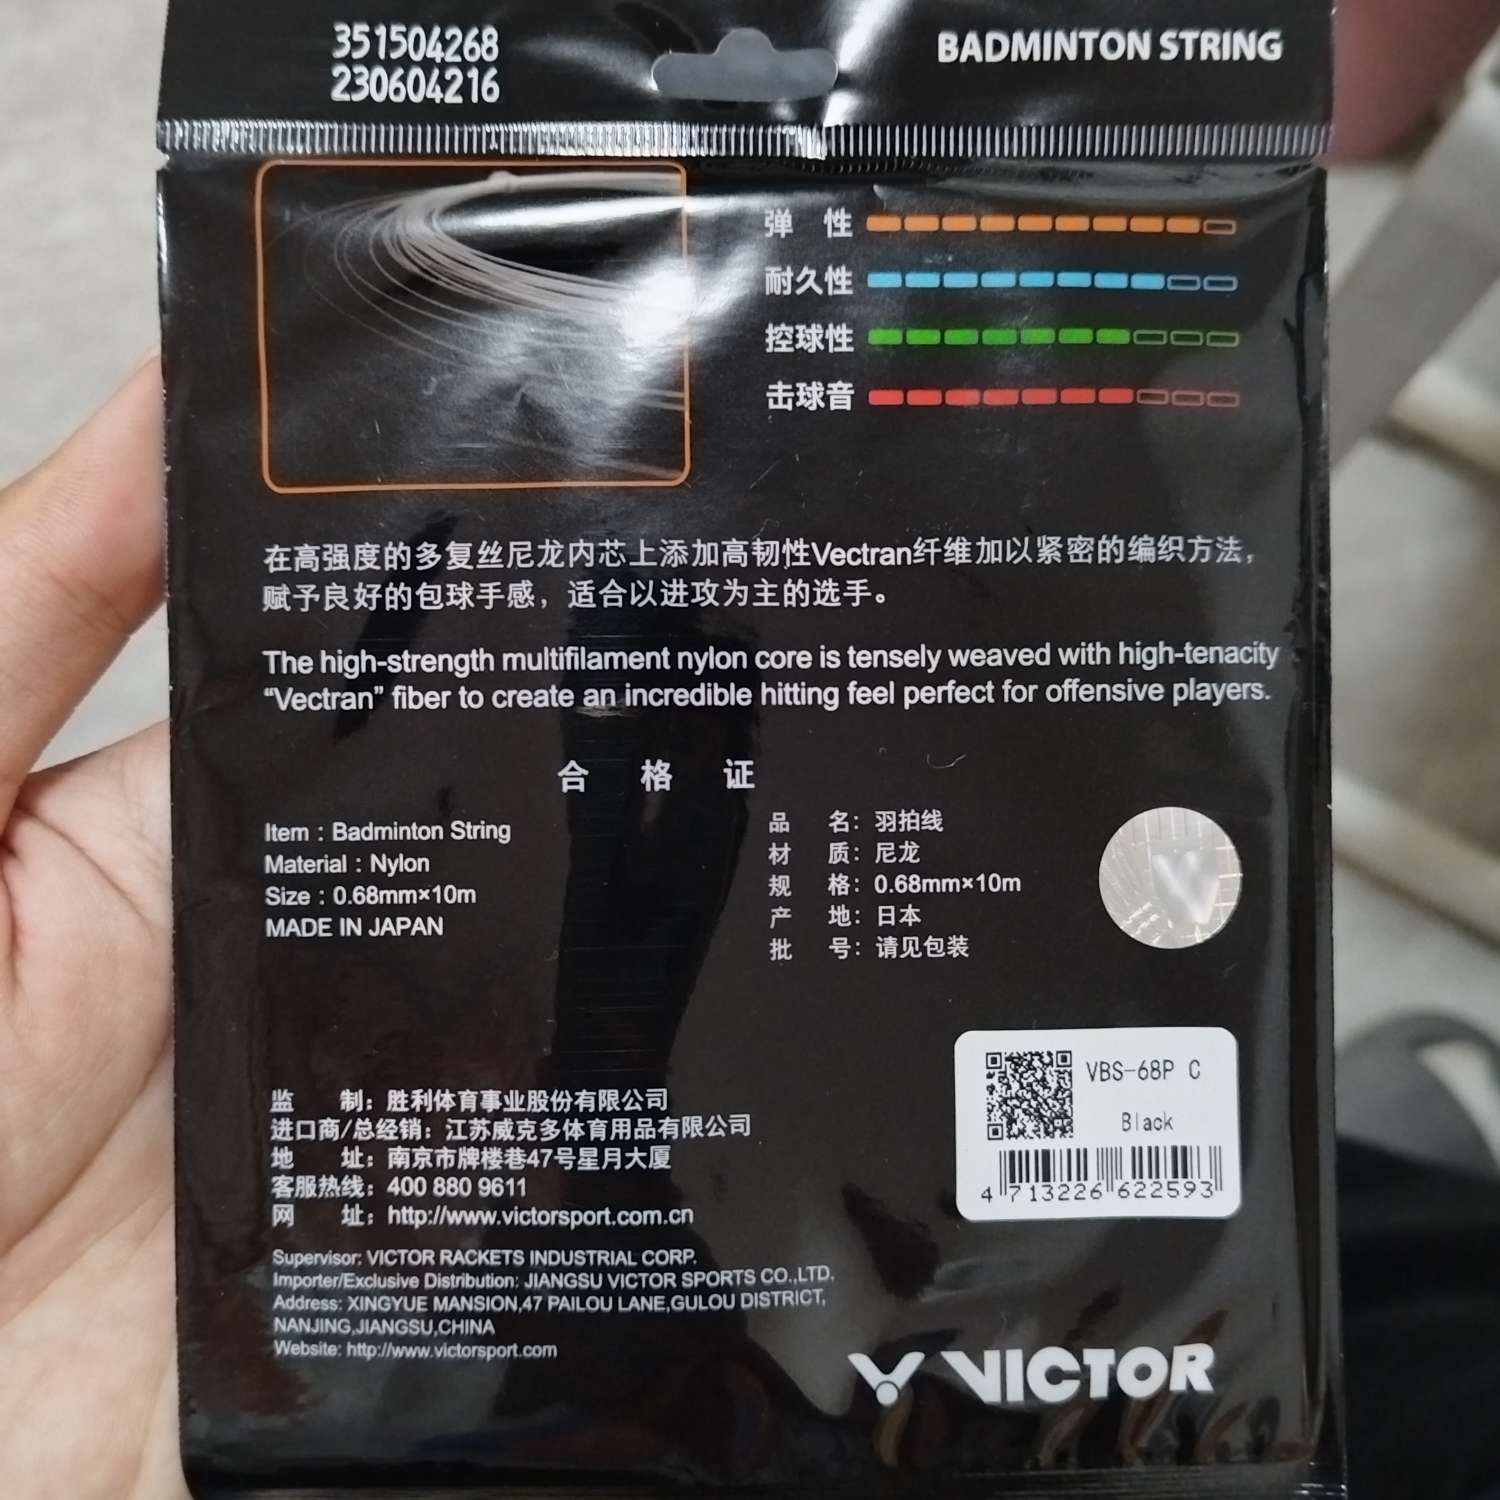 351504268
230604216
BADMINTON STRING
弹 性
耐久性
控球性
击球音
在高强度的多复丝尼龙内芯上添加高韧性Vectran纤维加以紧密的编织方法，
赋予良好的包球手感，适合以进攻为主的选手。
The high-strength multifilament nylon core is tensely weaved with high-tenacity
“Vectran” fiber to create an incredible hitting feel perfect for offensive players.
合 格 证
Item : Badminton String
Material : Nylon
Size : 0.68mm×10m
MADE IN JAPAN
品 名：羽拍线
材 质：尼龙
规 格：0.68mm×10m
产 地：日本
批 号：请见包装
VBS-68P C
Black
4 713226 622593
监 制：胜利体育事业股份有限公司
进口商/总经销：江苏威克多体育用品有限公司
地 址：南京市牌楼巷47号星月大厦
客服热线：400 880 9611
网 址：http://www.victorsport.com.cn
Supervisor: VICTOR RACKETS INDUSTRIAL CORP.
Importer/Exclusive Distribution: JIANGSU VICTOR SPORTS CO.,LTD.
Address: XINGYUE MANSION,47 PAILOU LANE,GULOU DISTRICT,
NANJING,JIANGSU,CHINA
Website: http://www.victorsport.com
VICTOR